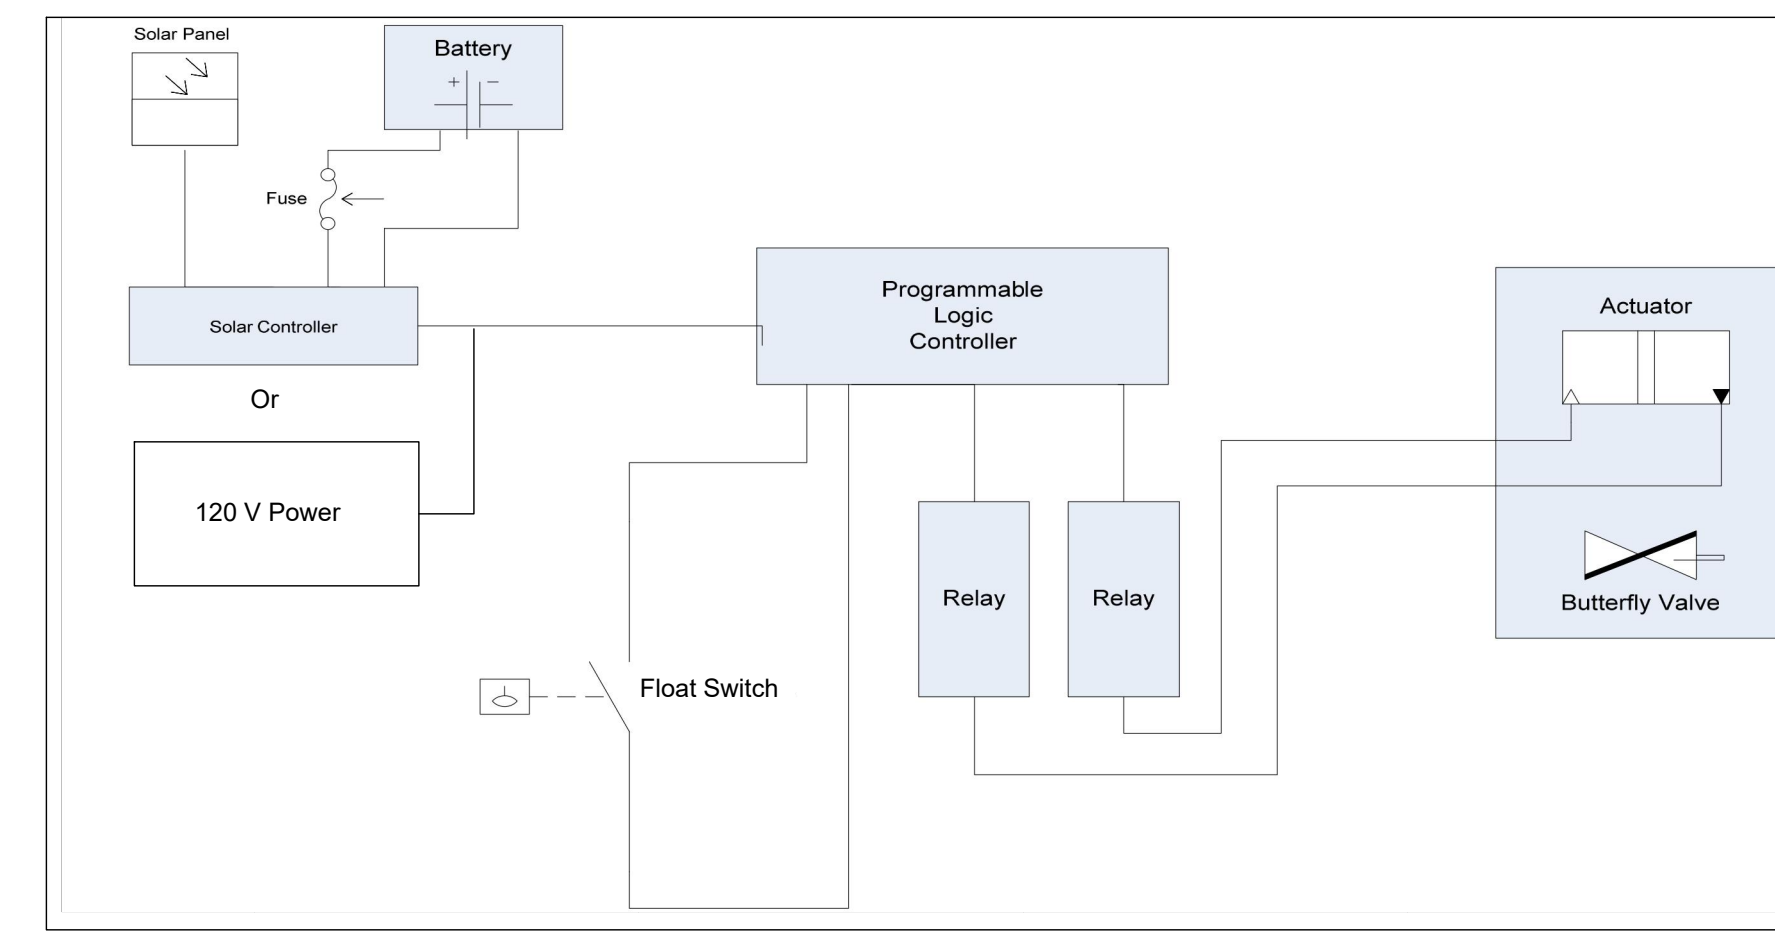 Solar Panel
Battery
+ −
Fuse
Solar Controller
Or
120 V Power
Programmable
Logic
Controller
Actuator
Relay
Relay
Butterfly Valve
Float Switch